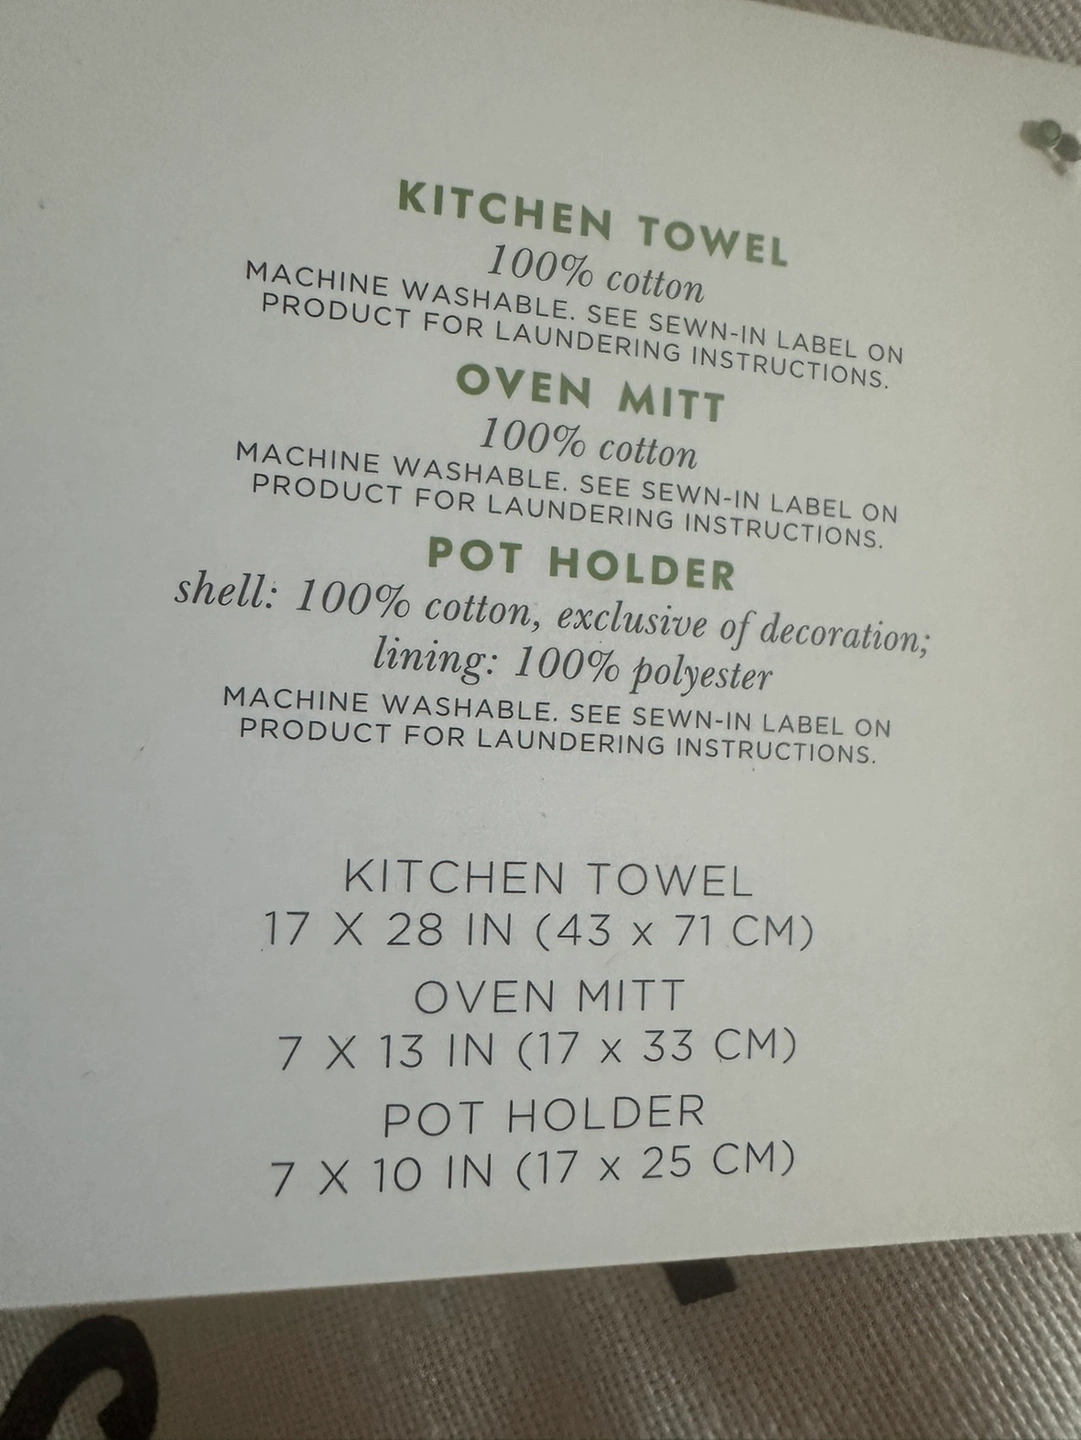 KITCHEN TOWEL
100% cotton
MACHINE WASHABLE. SEE SEWN-IN LABEL ON
PRODUCT FOR LAUNDERING INSTRUCTIONS.
OVEN MITT
100% cotton
MACHINE WASHABLE. SEE SEWN-IN LABEL ON
PRODUCT FOR LAUNDERING INSTRUCTIONS.
POT HOLDER
shell: 100% cotton, exclusive of decoration;
lining: 100% polyester
MACHINE WASHABLE. SEE SEWN-IN LABEL ON
PRODUCT FOR LAUNDERING INSTRUCTIONS.
KITCHEN TOWEL
17 X 28 IN (43 x 71 CM)
OVEN MITT
7 X 13 IN (17 x 33 CM)
POT HOLDER
7 X 10 IN (17 x 25 CM)